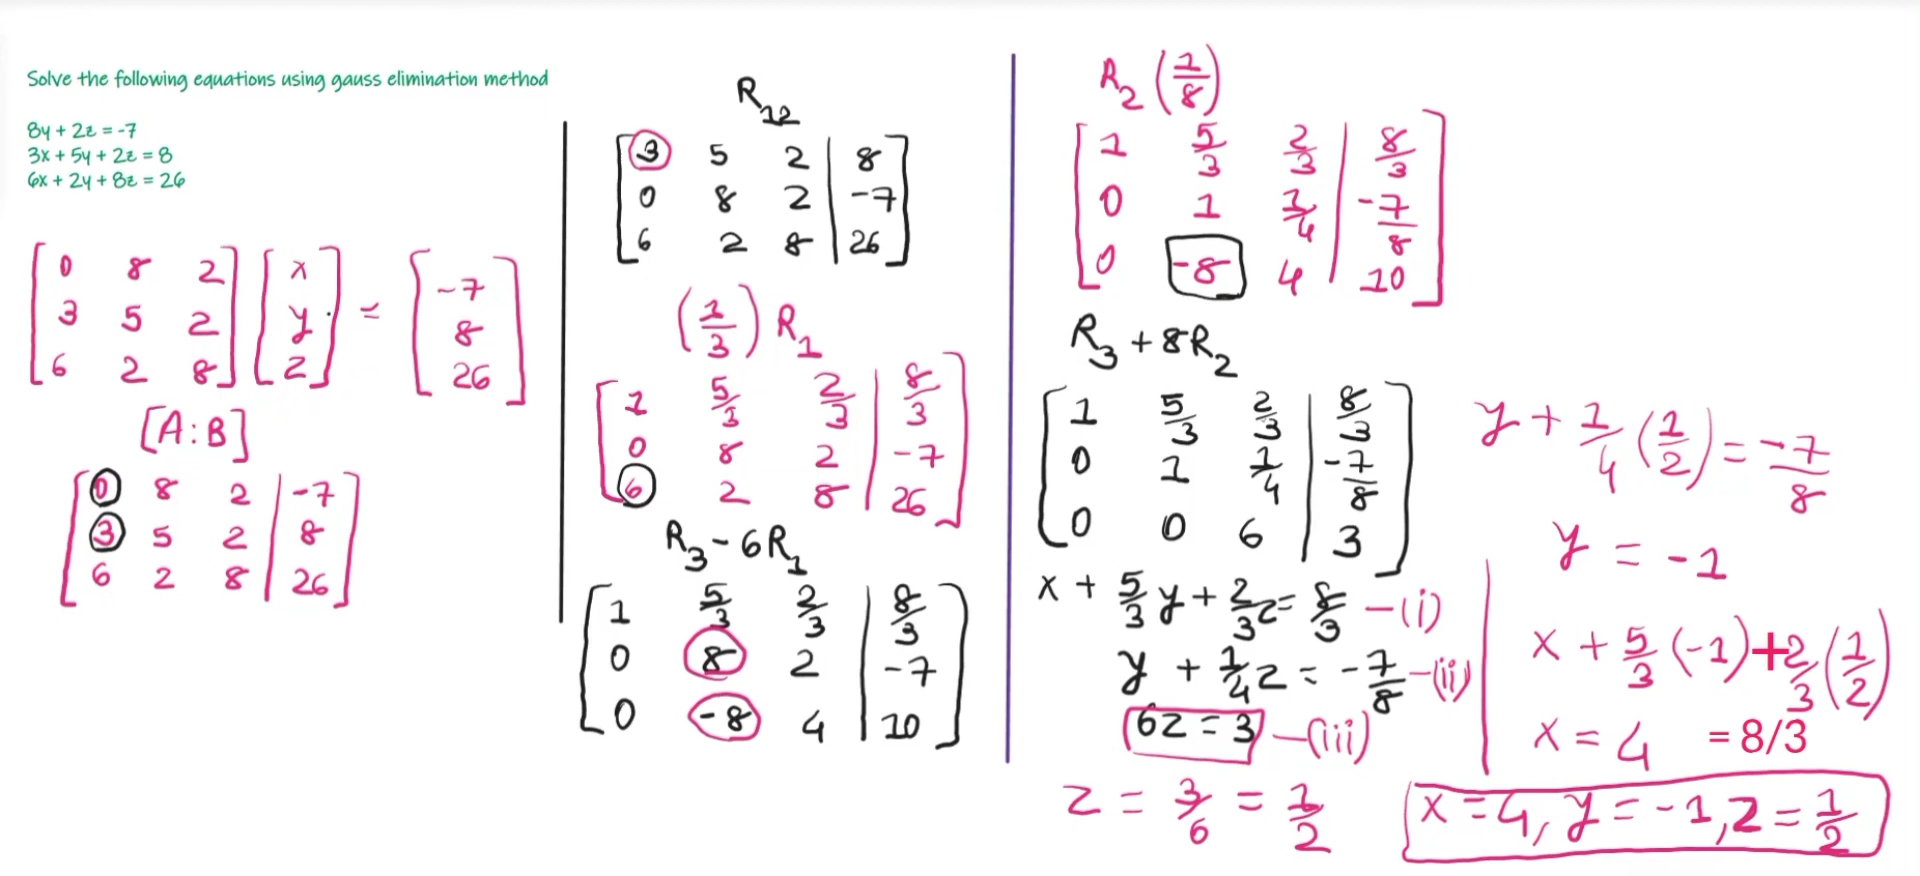 Solve the following equations using gauss elimination method
8y + 2z = -7
3x + 5y + 2z = 8
6x + 2y + 8z = 26
[0 8 2] [x] = [-7]
[3 5 2] [y] [8]
[6 2 8] [z] [26]
[A:B]
[0 8 2 | -7]
[3 5 2 | 8]
[6 2 8 | 26]
R12
[3 5 2 | 8]
[0 8 2 | -7]
[6 2 8 | 26]
(1/3) R1
[1 5/3 2/3 | 8/3]
[0 8 2 | -7]
[6 2 8 | 26]
R3 - 6R1
[1 5/3 2/3 | 8/3]
[0 8 2 | -7]
[0 -8 4 | 10]
R2 (1/8)
[1 5/3 2/3 | 8/3]
[0 1 1/4 | -7/8]
[0 -8 4 | 10]
R3 + 8R2
[1 5/3 2/3 | 8/3]
[0 1 1/4 | -7/8]
[0 0 6 | 3]
x + 5/3 y + 2/3 z = 8/3 —(i)
y + 1/4 z = -7/8 —(ii)
6z = 3 —(iii)
z = 3/6 = 1/2
y + 1/4 (1/2) = -7/8
y = -1
x + 5/3 (-1) + 2/3 (1/2)
= 8/3
x = 4
x = 4, y = -1, z = 1/2